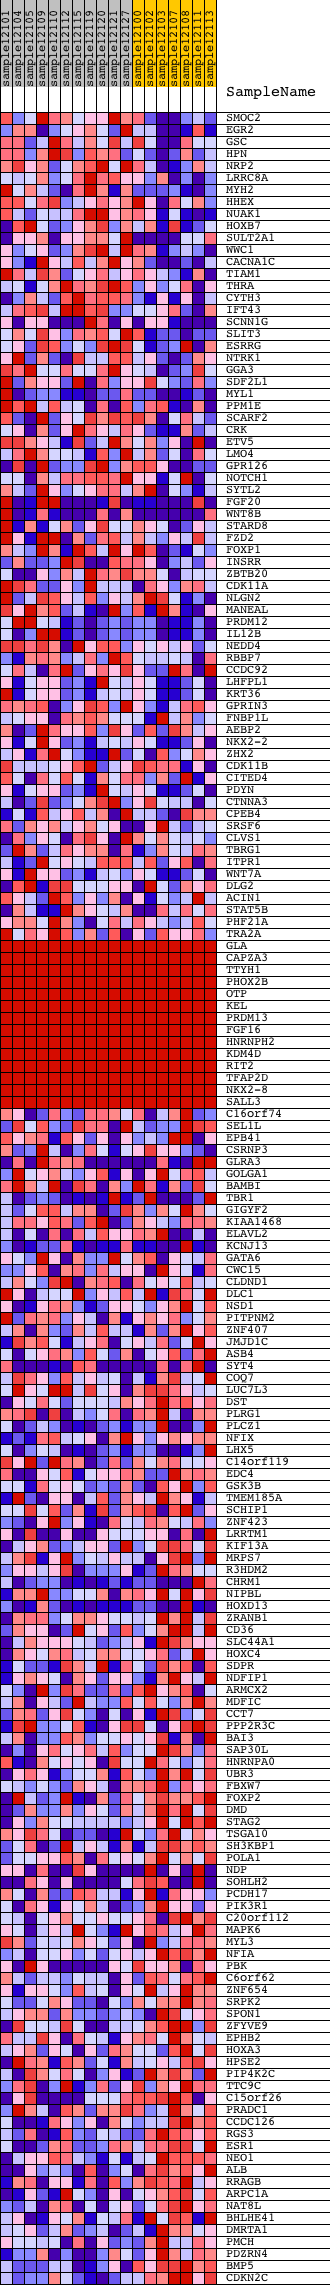 sample12101
sample12104
sample12105
sample12109
sample12110
sample12112
sample12115
sample12119
sample12120
sample12121
sample12127
sample12100
sample12102
sample12103
sample12107
sample12108
sample12111
sample12113
SampleName
SMOC2
EGR2
GSC
HPN
NRP2
LRRC8A
MYH2
HHEX
NUAK1
HOXB7
SULT2A1
WWC1
CACNA1C
TIAM1
THRA
CYTH3
IFT43
SCNN1G
SLIT3
ESRRG
NTRK1
GGA3
SDF2L1
MYL1
PPM1E
SCARF2
CRK
ETV5
LMO4
GPR126
NOTCH1
SYTL2
FGF20
WNT8B
STARD8
FZD2
FOXP1
INSRR
ZBTB20
CDK11A
NLGN2
MANEAL
PRDM12
IL12B
NEDD4
RBBP7
CCDC92
LHFPL1
KRT36
GPRIN3
FNBP1L
AEBP2
NKX2-2
ZHX2
CDK11B
CITED4
PDYN
CTNNA3
CPEB4
SRSF6
CLVS1
TBRG1
ITPR1
WNT7A
DLG2
ACIN1
STAT5B
PHF21A
TRA2A
GLA
CAPZA3
TTYH1
PHOX2B
OTP
KEL
PRDM13
FGF16
HNRNPH2
KDM4D
RIT2
TFAP2D
NKX2-8
SALL3
C16orf74
SEL1L
EPB41
CSRNP3
GLRA3
GOLGA1
BAMBI
TBR1
GIGYF2
KIAA1468
ELAVL2
KCNJ13
GATA6
CWC15
CLDND1
DLC1
NSD1
PITPNM2
ZNF407
JMJD1C
ASB4
SYT4
COQ7
LUC7L3
DST
PLRG1
PLCZ1
NFIX
LHX5
C14orf119
EDC4
GSK3B
TMEM185A
SCHIP1
ZNF423
LRRTM1
KIF13A
MRPS7
R3HDM2
CHRM1
NIPBL
HOXD13
ZRANB1
CD36
SLC44A1
HOXC4
SDPR
NDFIP1
ARMCX2
MDFIC
CCT7
PPP2R3C
BAI3
SAP30L
HNRNPA0
UBR3
FBXW7
FOXP2
DMD
STAG2
TSGA10
SH3KBP1
POLA1
NDP
SOHLH2
PCDH17
PIK3R1
C20orf112
MAPK6
MYL3
NFIA
PBK
C6orf62
ZNF654
SRPK2
SPON1
ZFYVE9
EPHB2
HOXA3
HPSE2
PIP4K2C
TTC9C
C15orf26
PRADC1
CCDC126
RGS3
ESR1
NEO1
ALB
RRAGB
ARPC1A
NAT8L
BHLHE41
DMRTA1
PMCH
PDZRN4
BMP5
CDKN2C